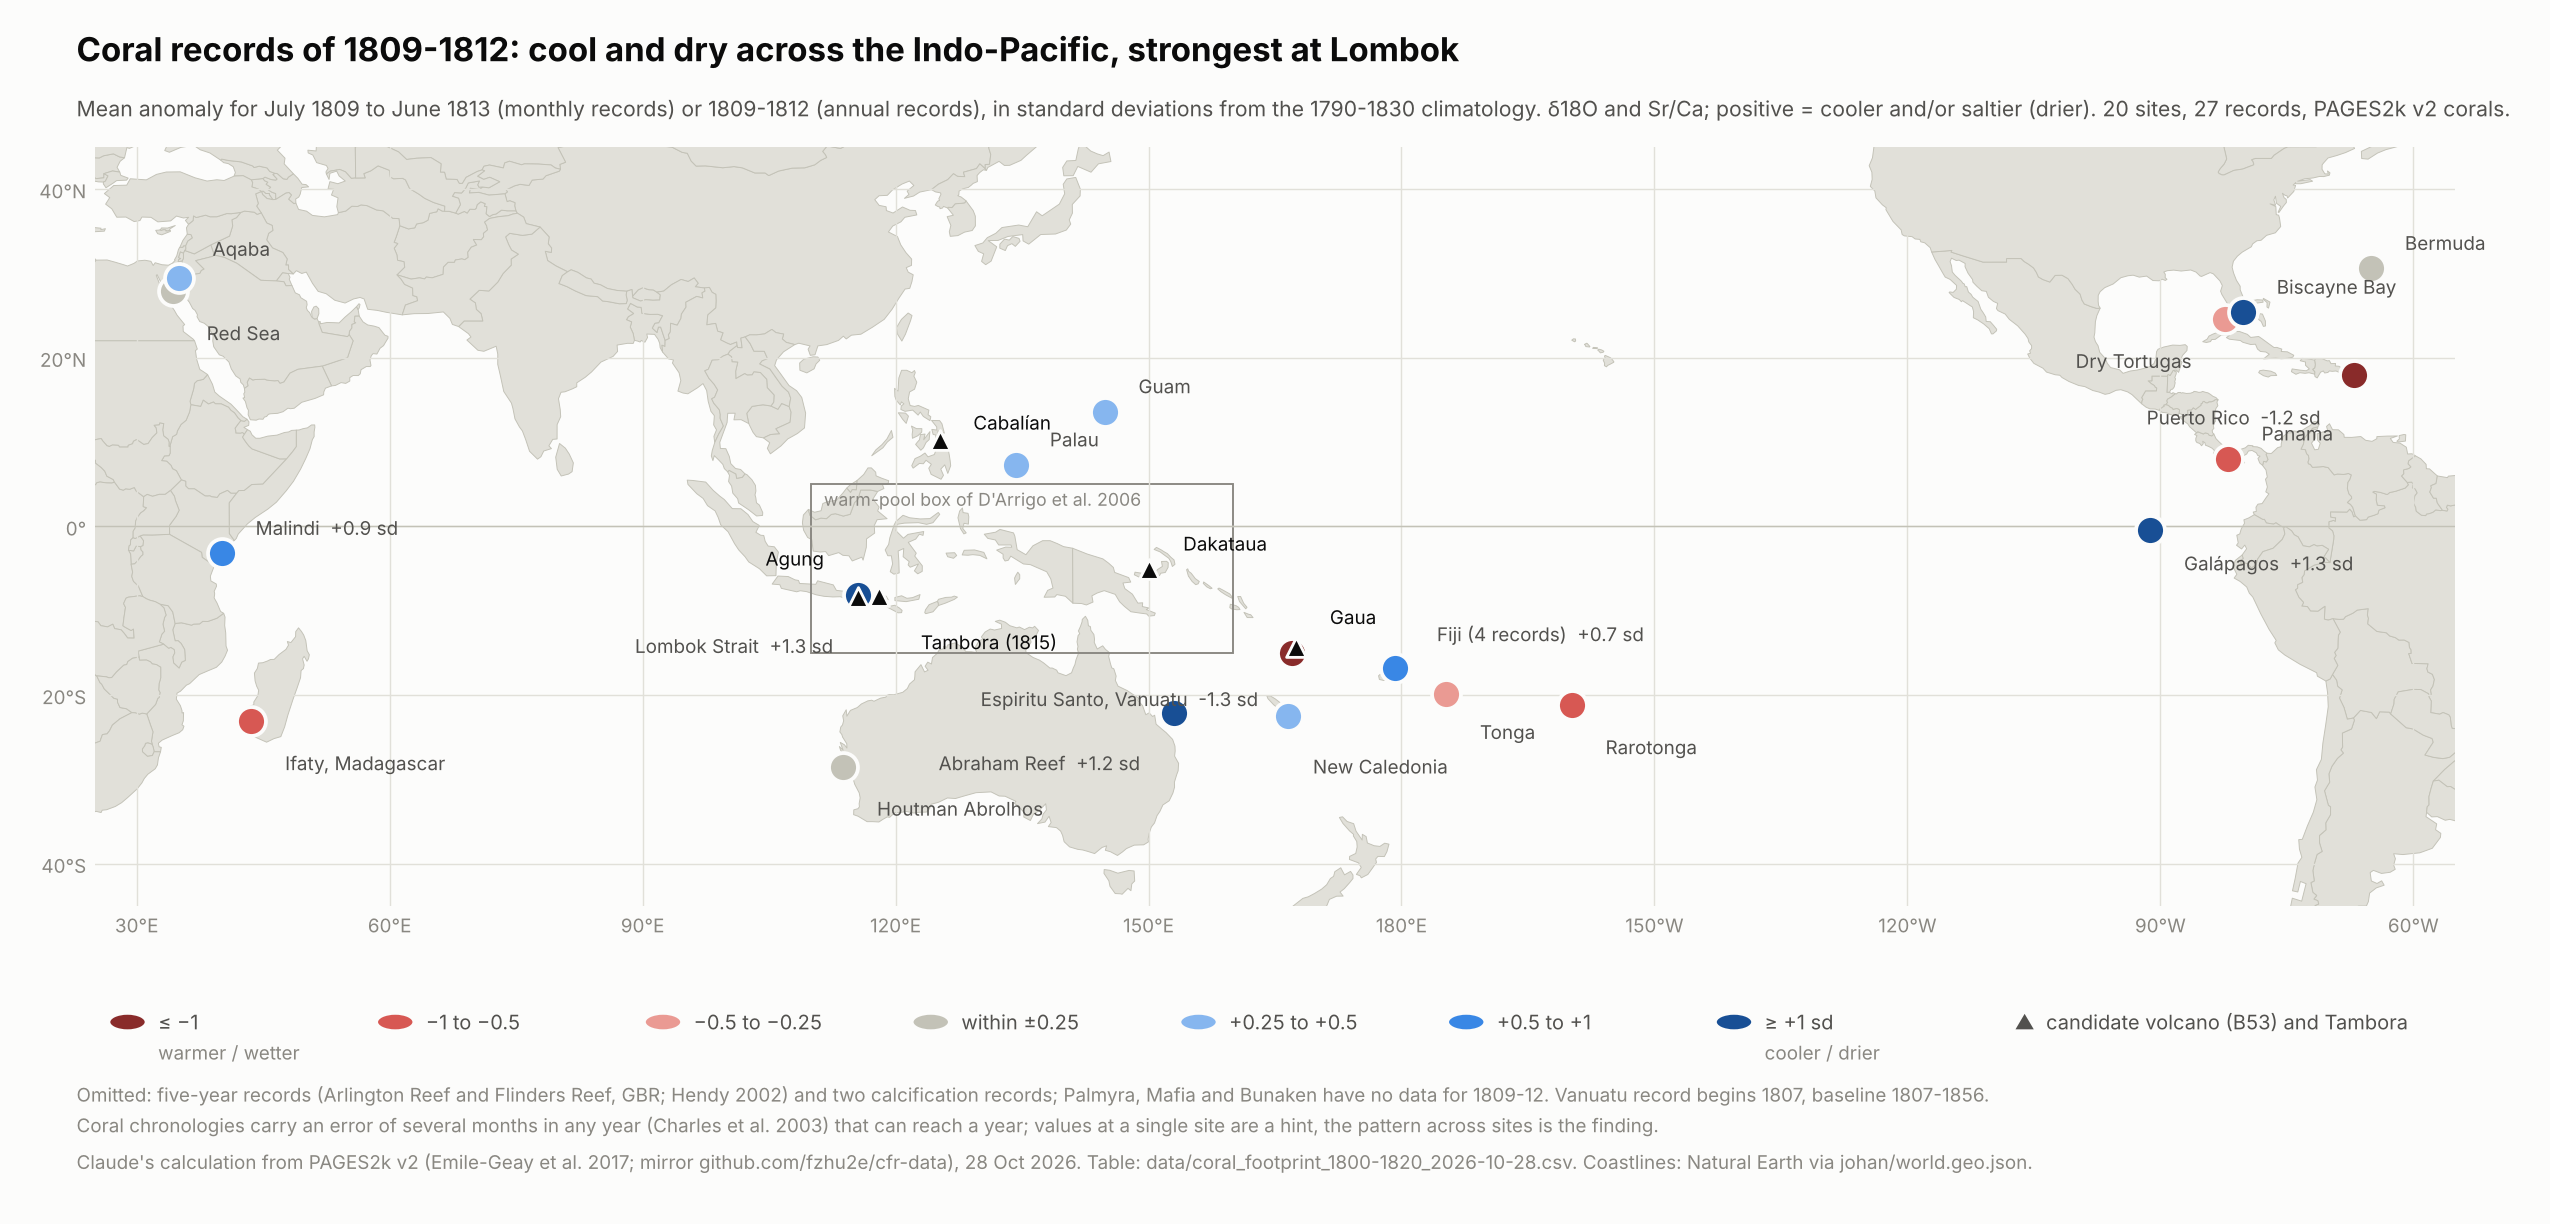 Coral records of 1809-1812: cool and dry across the Indo-Pacific, strongest at Lombok
Mean anomaly for July 1809 to June 1813 (monthly records) or 1809-1812 (annual records), in standard deviations from the 1790-1830 climatology. δ18O and Sr/Ca; positive = cooler and/or saltier (drier). 20 sites, 27 records, PAGES2k v2 corals.
40°N
20°N
0°
20°S
40°S
Aqaba
Red Sea
Bermuda
Biscayne Bay
Dry Tortugas
Guam
Cabalían
Palau
Puerto Rico -1.2 sd
Panama
warm-pool box of D'Arrigo et al. 2006
Malindi +0.9 sd
Agung
Dakataua
Galápagos +1.3 sd
Gaua
Fiji (4 records) +0.7 sd
Lombok Strait +1.3 sd
Tambora (1815)
Espiritu Santo, Vanuatu -1.3 sd
Tonga
Rarotonga
Ifaty, Madagascar
Abraham Reef +1.2 sd
New Caledonia
Houtman Abrolhos
30°E 60°E 90°E 120°E 150°E 180°E 150°W 120°W 90°W 60°W
≤ −1
warmer / wetter
−1 to −0.5
−0.5 to −0.25
within ±0.25
+0.25 to +0.5
+0.5 to +1
≥ +1 sd
cooler / drier
candidate volcano (B53) and Tambora
Omitted: five-year records (Arlington Reef and Flinders Reef, GBR; Hendy 2002) and two calcification records; Palmyra, Mafia and Bunaken have no data for 1809-12. Vanuatu record begins 1807, baseline 1807-1856.
Coral chronologies carry an error of several months in any year (Charles et al. 2003) that can reach a year; values at a single site are a hint, the pattern across sites is the finding.
Claude's calculation from PAGES2k v2 (Emile-Geay et al. 2017; mirror github.com/fzhu2e/cfr-data), 28 Oct 2026. Table: data/coral_footprint_1800-1820_2026-10-28.csv. Coastlines: Natural Earth via johan/world.geo.json.